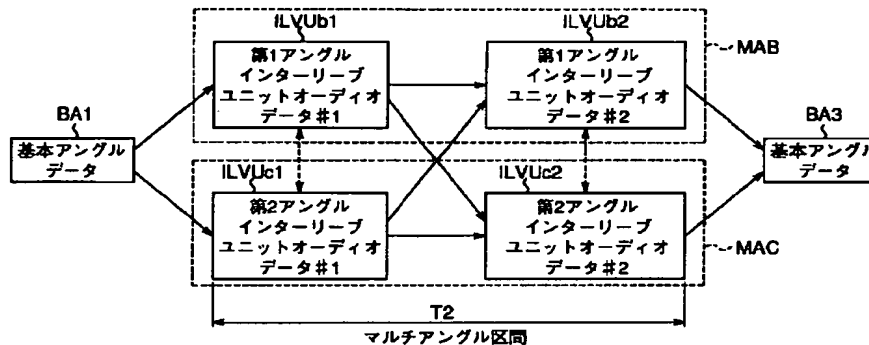 ILVUb1
ILVUb2
第1アングル
インターリーブ
ユニットオーディオ
データ#1
第1アングル
インターリーブ
ユニットオーディオ
データ#2
MAB
BA1
基本アングル
データ
BA3
基本アングル
データ
ILVUc1
ILVUc2
第2アングル
インターリーブ
ユニットオーディオ
データ#1
第2アングル
インターリーブ
ユニットオーディオ
データ#2
MAC
T2
マルチアングル区間